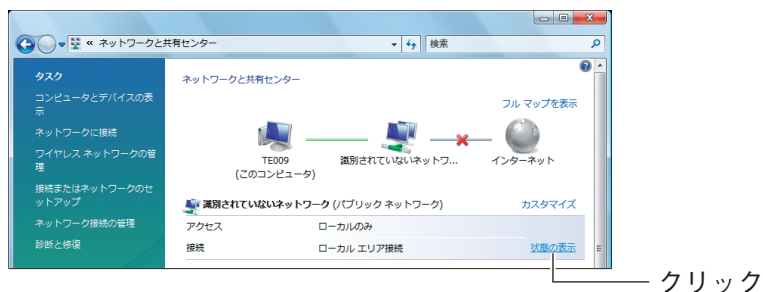 « ネットワークと共有センター
検索
タスク
コンピュータとデバイスの表
示
ネットワークに接続
ワイヤレス ネットワークの管
理
接続またはネットワークのセ
ットアップ
ネットワーク接続の管理
診断と修復
ネットワークと共有センター
フル マップを表示
TE009
(このコンピュータ)
識別されていないネットワ...
インターネット
識別されていないネットワーク (パブリック ネットワーク)
カスタマイズ
アクセス
ローカルのみ
接続
ローカル エリア接続
状態の表示
クリック